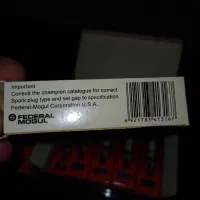 Important
Consult the champion catalogue for correct
Spark plug type and set gap to specification
Federal-Mogul Corporation U.S.A.
FEDERAL
MOGUL